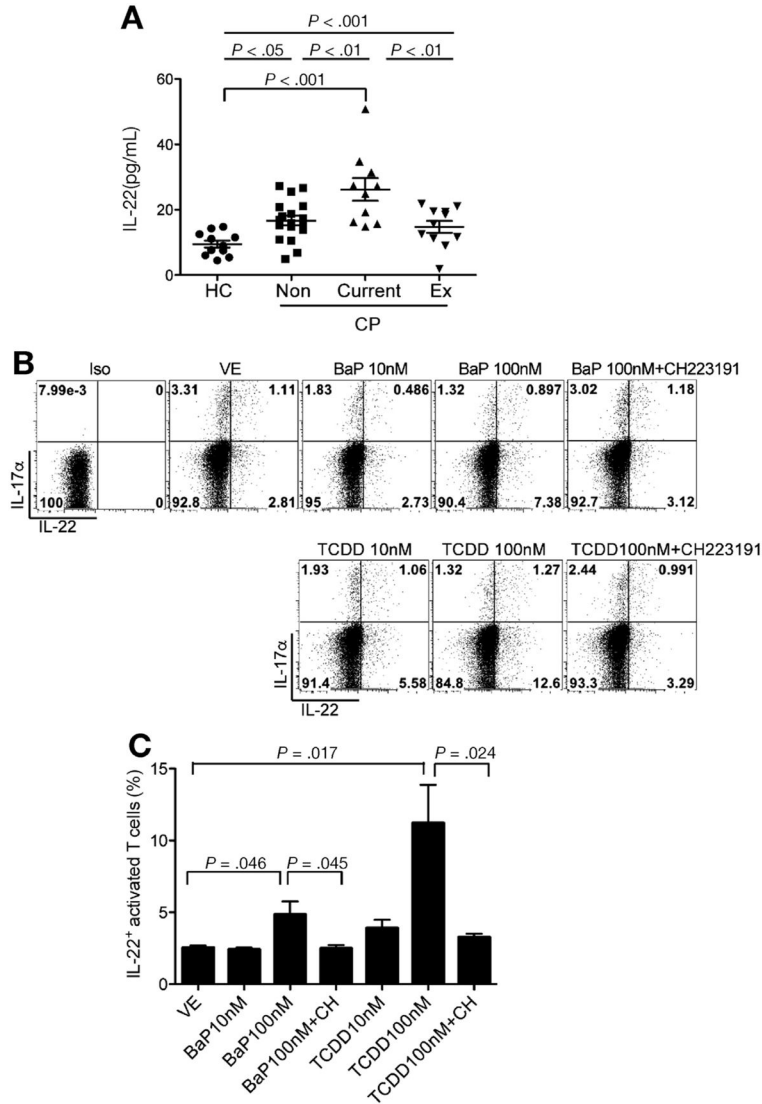 A
P < .001
P < .05 P < .01 P < .01
P < .001
60
40
20
0
IL-22(pg/mL)
HC Non Current Ex
CP
B
Iso VE BaP 10nM BaP 100nM BaP 100nM+CH223191
7.99e-3 0 3.31 1.11 1.83 0.486 1.32 0.897 3.02 1.18
100 0 92.8 2.81 95 2.73 90.4 7.38 92.7 3.12
IL-17α
IL-22
TCDD 10nM TCDD 100nM TCDD100nM+CH223191
1.93 1.06 1.32 1.27 2.44 0.991
91.4 5.58 84.8 12.6 93.3 3.29
IL-17α
IL-22
C
P = .017 P = .024
P = .046 P = .045
15
10
5
0
IL-22⁺ activated T cells (%)
VE
BaP10nM
BaP100nM
BaP100nM+CH
TCDD10nM
TCDD100nM
TCDD100nM+CH